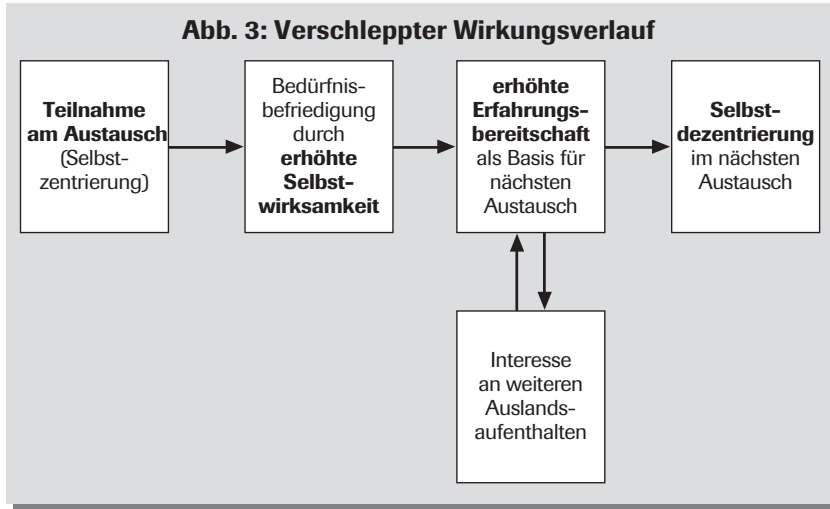 Abb. 3: Verschleppter Wirkungsverlauf
Teilnahme
am Austausch
(Selbst-
zentrierung)
Bedürfnis-
befriedigung
durch
erhöhte
Selbst-
wirksamkeit
erhöhte
Erfahrungs-
bereitschaft
als Basis für
nächsten
Austausch
Selbst-
dezentrierung
im nächsten
Austausch
Interesse
an weiteren
Auslands-
aufenthalten